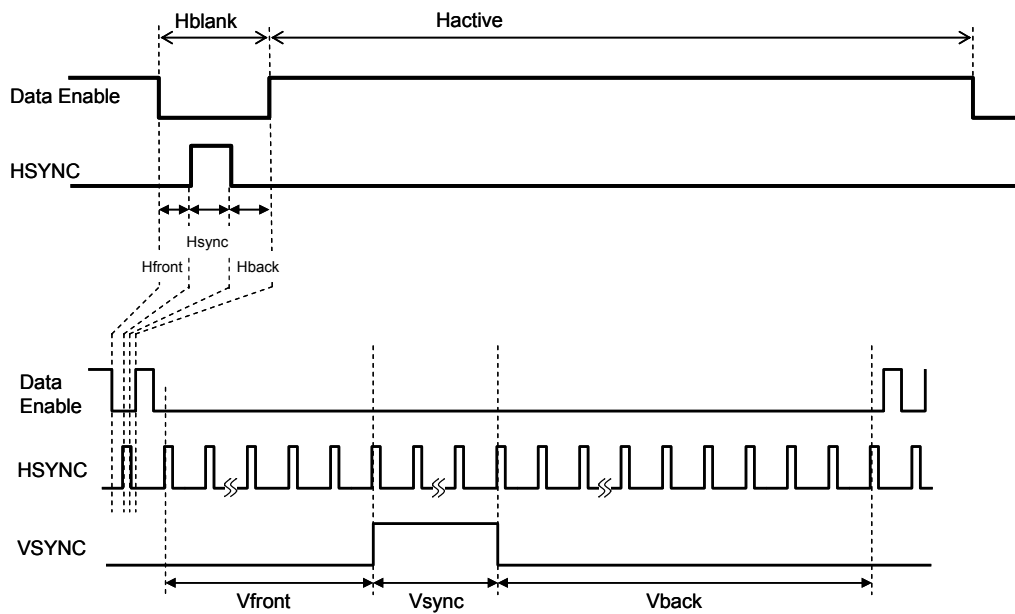 Hblank
Hactive
Data Enable
HSYNC
Hsync
Hfront
Hback
Data
Enable
HSYNC
VSYNC
Vfront
Vsync
Vback